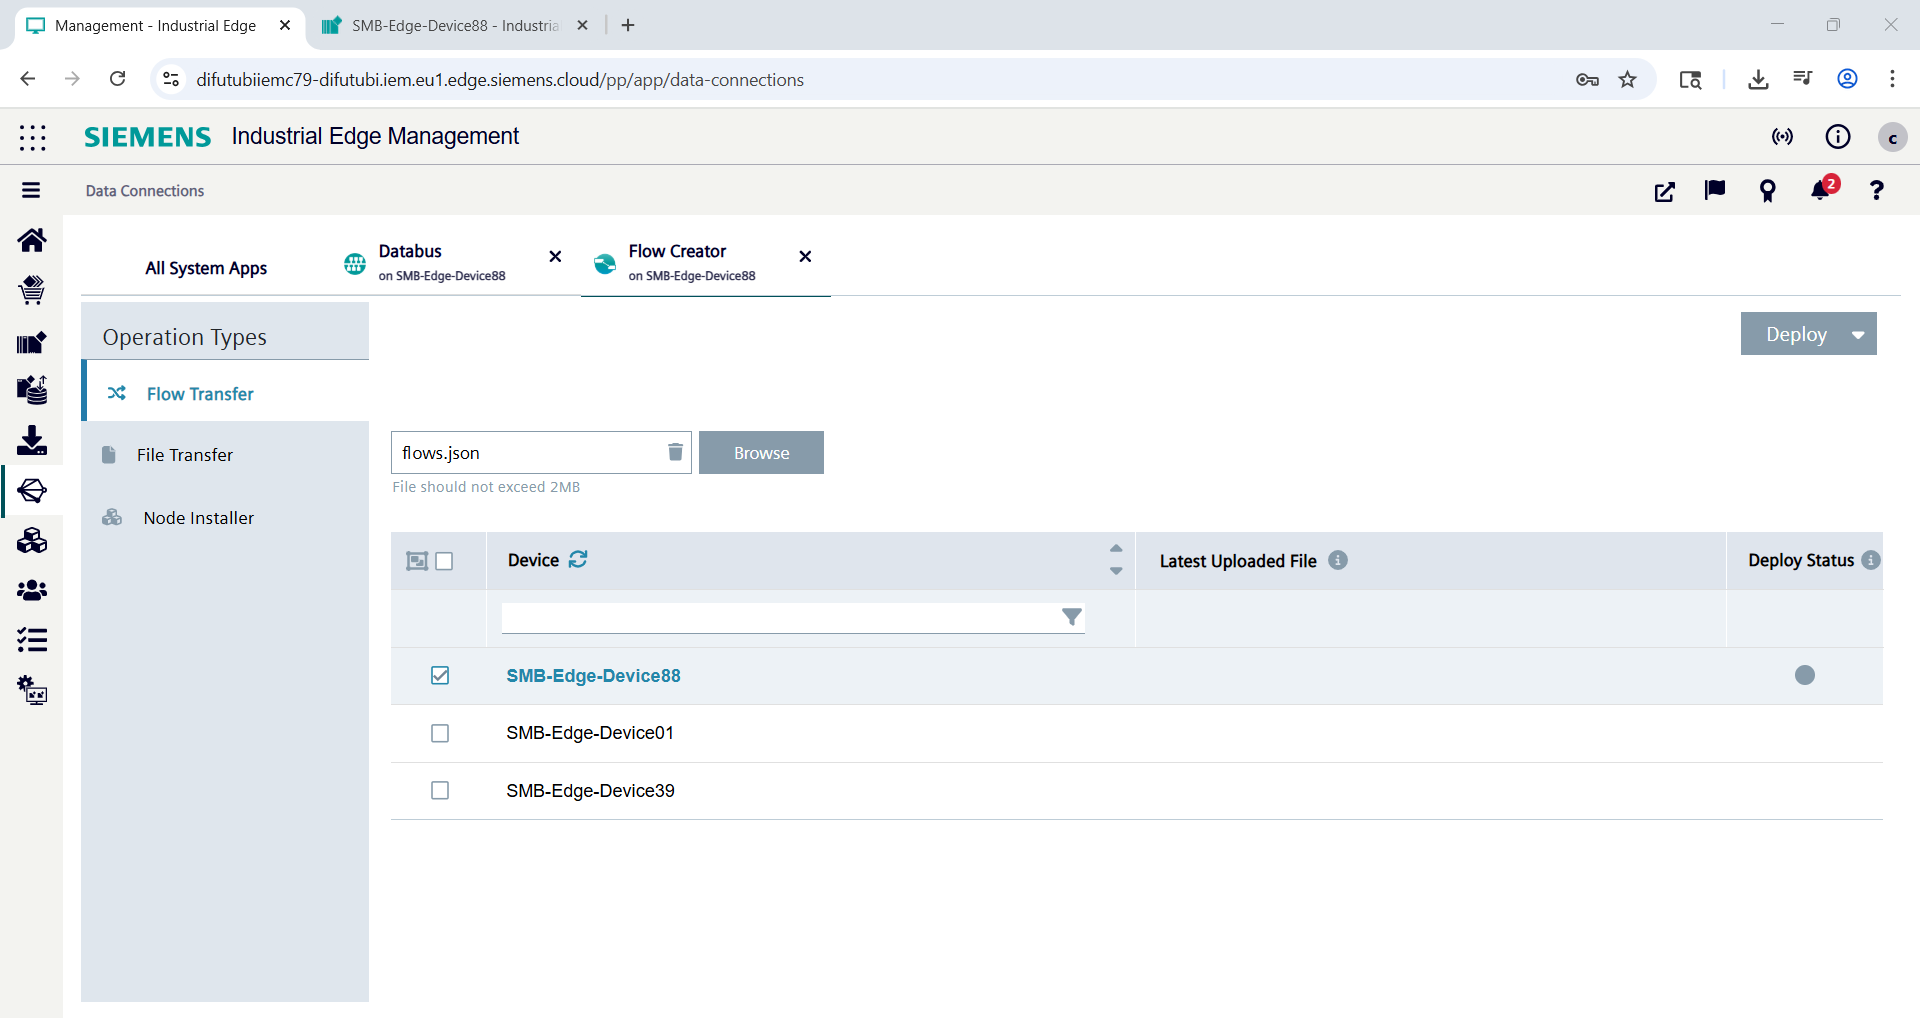 Management - Industrial Edge
SMB-Edge-Device88 - Industria
difutubiiemc79-difutubi.iem.eu1.edge.siemens.cloud/pp/app/data-connections
SIEMENS Industrial Edge Management
c
Data Connections
2
All System Apps
Databus
on SMB-Edge-Device88
Flow Creator
on SMB-Edge-Device88
Operation Types
Flow Transfer
File Transfer
Node Installer
Deploy
flows.json
Browse
File should not exceed 2MB
Device
Latest Uploaded File
Deploy Status
SMB-Edge-Device88
SMB-Edge-Device01
SMB-Edge-Device39